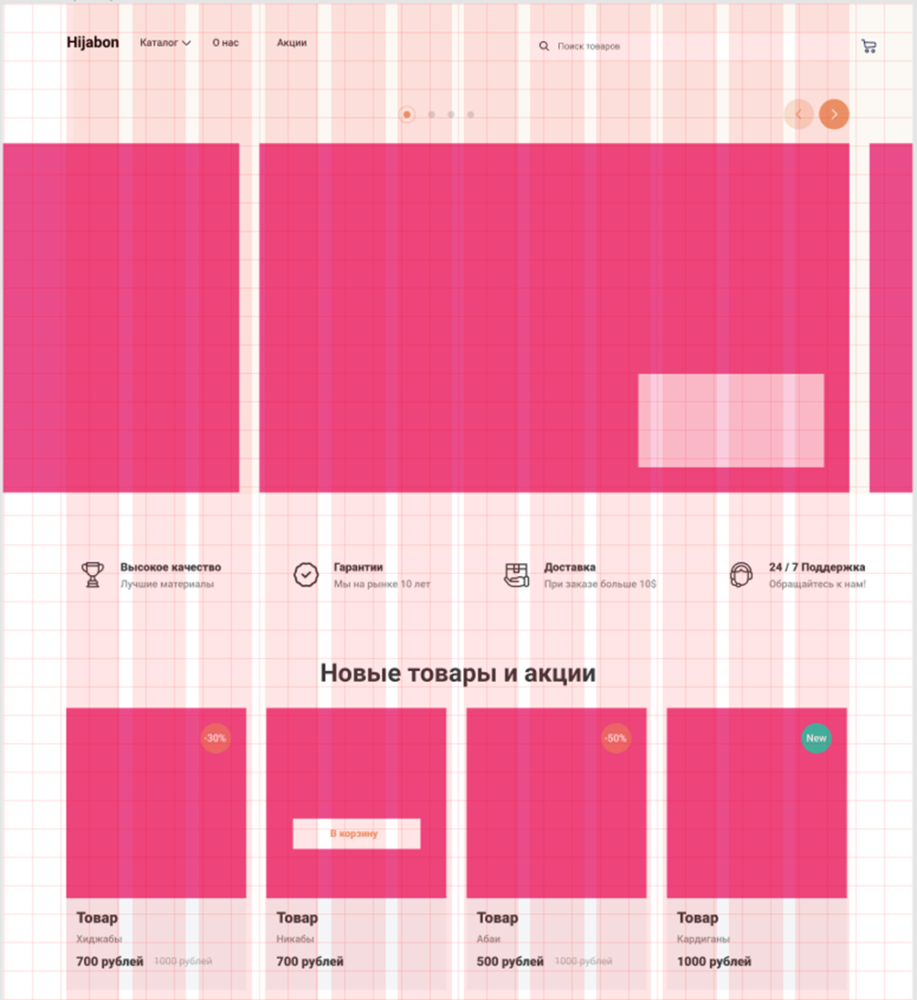 Hijabon Каталог О нас Акции Поиск товаров
Высокое качество Гарантии Доставка 24 / 7 Поддержка
Лучшие материалы Мы на рынке 10 лет При заказе больше 10$ Обращайтесь к нам!
Новые товары и акции
-30% -50% New
В корзину
Товар Товар Товар Товар
Хиджабы Никабы Абаи Кардиганы
700 рублей 1000 рублей 700 рублей 500 рублей 1000 рублей 1000 рублей